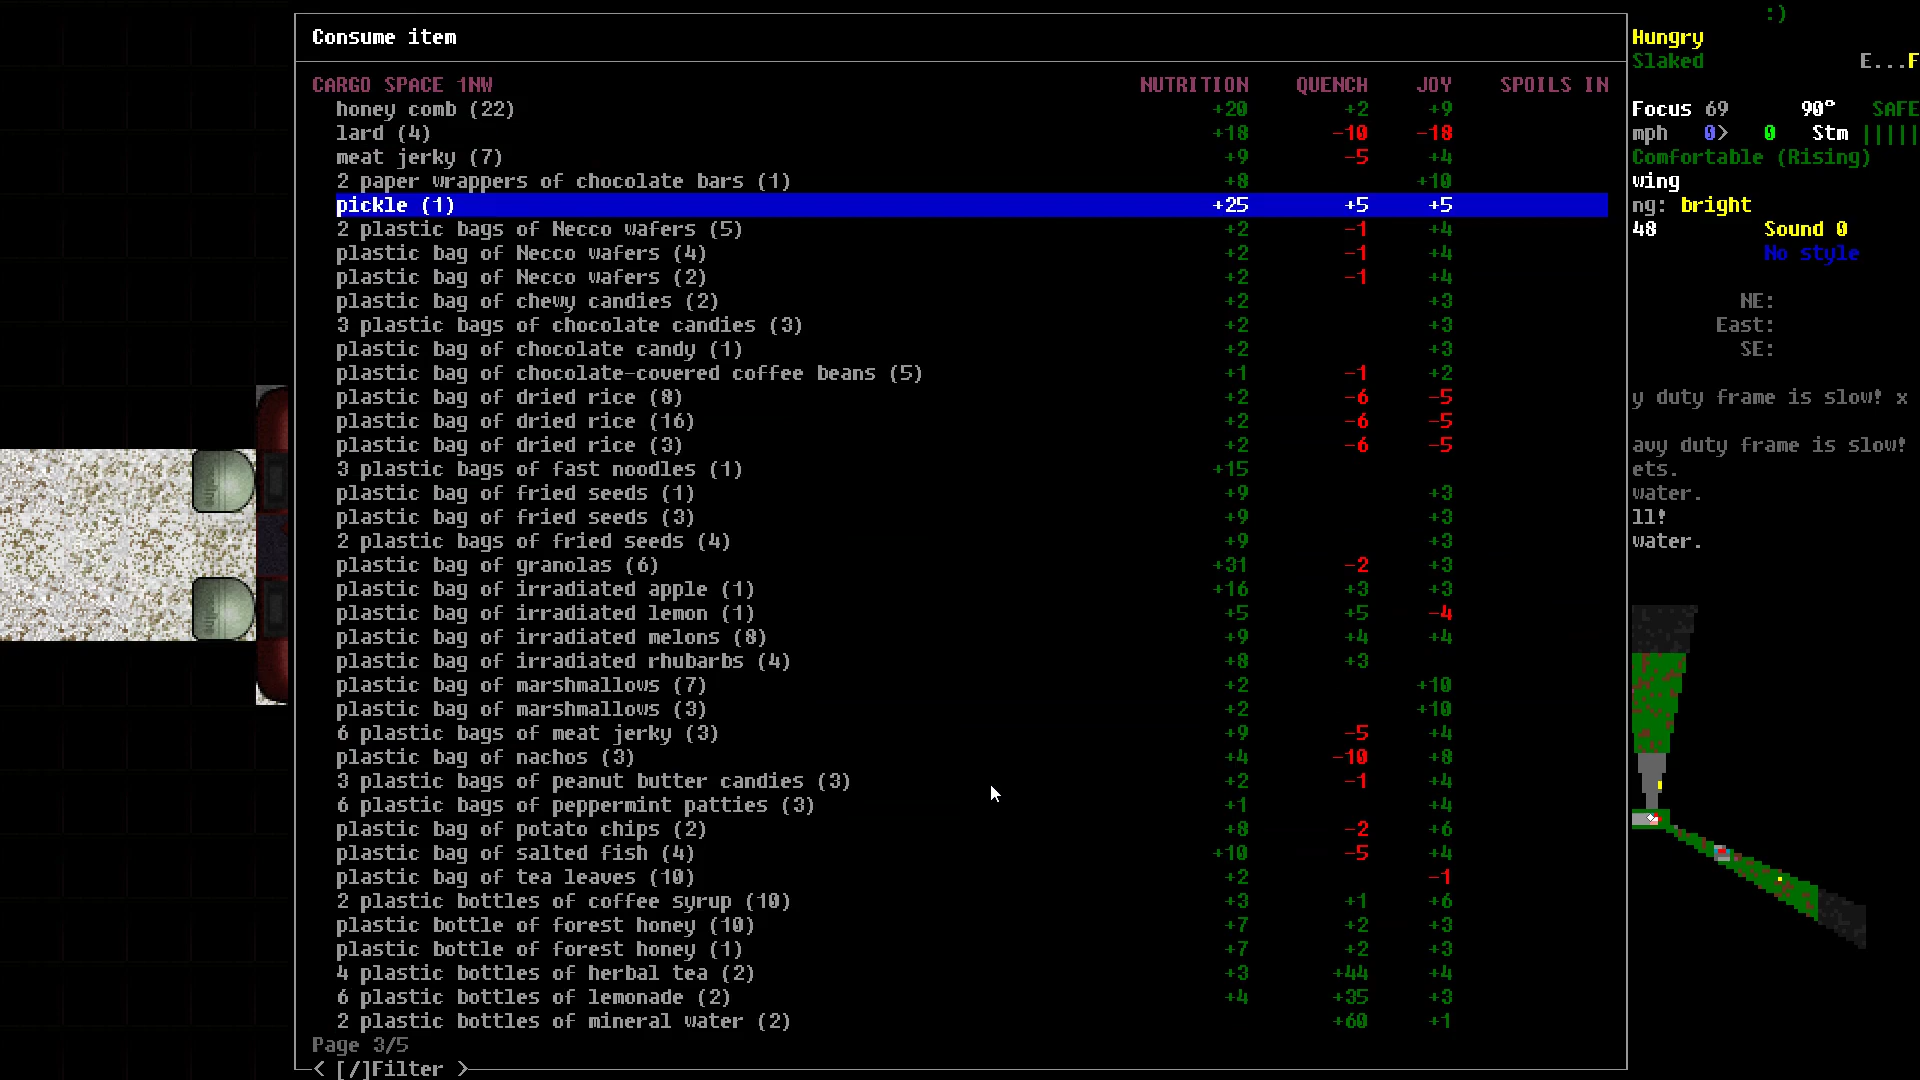 Consume item
CARGO SPACE 1NW NUTRITION QUENCH JOY SPOILS IN
honey comb (22) +20 +2 +9
lard (4) +18 -10 -18
meat jerky (7) +9 -5 +4
2 paper wrappers of chocolate bars (1) +8 +10
pickle (1) +25 +5 +5
2 plastic bags of Necco wafers (5) +2 -1 +4
plastic bag of Necco wafers (4) +2 -1 +4
plastic bag of Necco wafers (2) +2 -1 +4
plastic bag of chewy candies (2) +2 +3
3 plastic bags of chocolate candies (3) +2 +3
plastic bag of chocolate candy (1) +2 +3
plastic bag of chocolate-covered coffee beans (5) +1 -1 +2
plastic bag of dried rice (8) +2 -6 -5
plastic bag of dried rice (16) +2 -6 -5
plastic bag of dried rice (3) +2 -6 -5
3 plastic bags of fast noodles (1) +15
plastic bag of fried seeds (1) +9 +3
plastic bag of fried seeds (3) +9 +3
2 plastic bags of fried seeds (4) +9 +3
plastic bag of granolas (6) +31 -2 +3
plastic bag of irradiated apple (1) +16 +3 +3
plastic bag of irradiated lemon (1) +5 +5 -4
plastic bag of irradiated melons (8) +9 +4 +4
plastic bag of irradiated rhubarbs (4) +8 +3
plastic bag of marshmallows (7) +2 +10
plastic bag of marshmallows (3) +2 +10
6 plastic bags of meat jerky (3) +9 -5 +4
plastic bag of nachos (3) +4 -10 +8
3 plastic bags of peanut butter candies (3) +2 -1 +4
6 plastic bags of peppermint patties (3) +1 +4
plastic bag of potato chips (2) +8 -2 +6
plastic bag of salted fish (4) +10 -5 +4
plastic bag of tea leaves (10) +2 -1
2 plastic bottles of coffee syrup (10) +3 +1 +6
plastic bottle of forest honey (10) +7 +2 +3
plastic bottle of forest honey (1) +7 +2 +3
4 plastic bottles of herbal tea (2) +3 +44 +4
6 plastic bottles of lemonade (2) +4 +35 +3
2 plastic bottles of mineral water (2) +60 +1
Page 3/5
< [/]Filter >
:)
Hungry
Slaked E...F
Focus 69 90° SAFE
mph 0> 0 Stm |||||
Comfortable (Rising)
wing
ng: bright
48 Sound 0
No style
NE:
East:
SE:
y duty frame is slow! x
avy duty frame is slow!
ets.
water.
ll!
water.